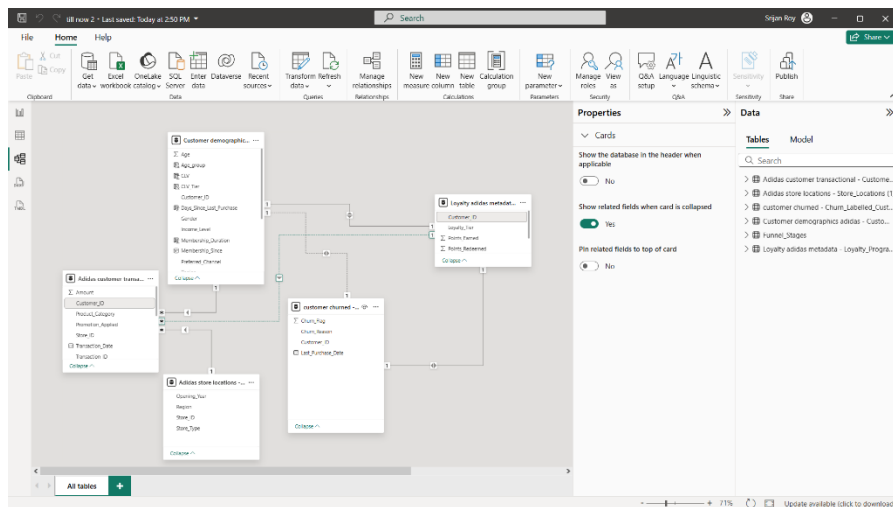 till now 2 • Last saved: Today at 2:50 PM
Search
Srijan Roy
File
Home
Help
Share
Paste
Cut
Copy
Get data
Excel workbook
OneLake catalog
SQL Server
Enter data
Dataverse
Recent sources
Transform data
Refresh
Manage relationships
New measure
New column
New table
Calculation group
New parameter
Manage roles
View as
Q&A setup
Language
Linguistic schema
Sensitivity
Publish
Clipboard
Data
Queries
Relationships
Calculations
Parameters
Security
Q&A
Sensitivity
Share
Customer demographic...
Age
Age_group
CLV
CLV_Tier
Customer_ID
Days_Since_Last_Purchase
Gender
Income_Level
Membership_Duration
Membership_Since
Preferred_Channel
Collapse
Loyalty adidas metadat...
Customer_ID
Loyalty_Tier
Points_Earned
Points_Redeemed
Collapse
Adidas customer transa...
Amount
Customer_ID
Product_Category
Promotion_Applied
Store_ID
Transaction_Date
Transaction_ID
Collapse
customer churned -...
Churn_Flag
Churn_Reason
Customer_ID
Last_Purchase_Date
Collapse
Adidas store locations -...
Opening_Year
Region
Store_ID
Store_Type
Collapse
Properties
Cards
Show the database in the header when applicable
No
Show related fields when card is collapsed
Yes
Pin related fields to top of card
No
Data
Tables
Model
Search
Adidas customer transactional - Custome...
Adidas store locations - Store_Locations (1)
customer churned - Churn_Labelled_Cust...
Customer demographics adidas - Custo...
Funnel_Stages
Loyalty adidas metadata - Loyalty_Progra...
All tables
71%
Update available (click to download